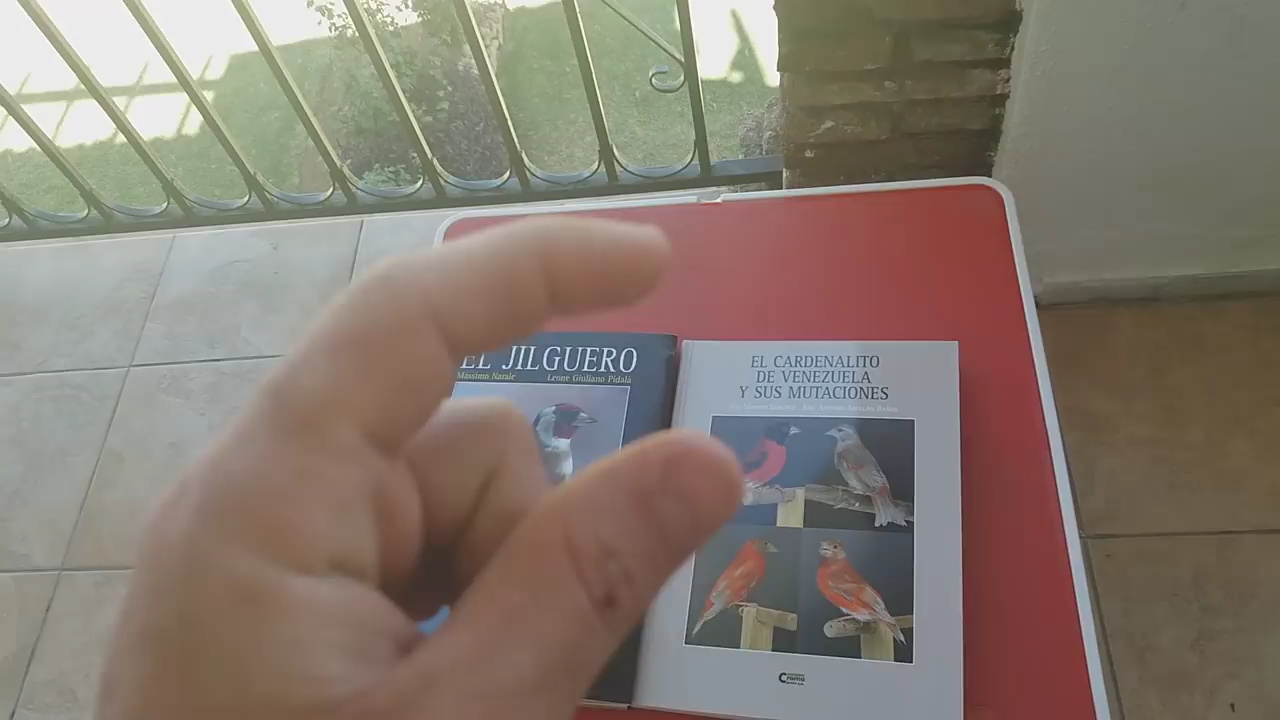 EL JILGUERO
Massimo Natale Leone Giuliano Pidalà
EL CARDENALITO
DE VENEZUELA
Y SUS MUTACIONES
Croma